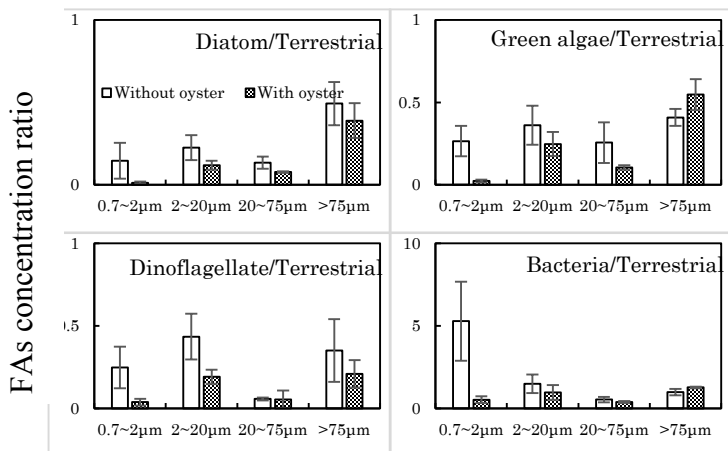 FAs concentration ratio
1
Diatom/Terrestrial
Without oyster With oyster
0
0.7~2µm 2~20µm 20~75µm >75µm
1
Green algae/Terrestrial
0.5
0
0.7~2µm 2~20µm 20~75µm >75µm
1
Dinoflagellate/Terrestrial
).5
0
0.7~2µm 2~20µm 20~75µm >75µm
10
Bacteria/Terrestrial
5
0
0.7~2µm 2~20µm 20~75µm >75µm